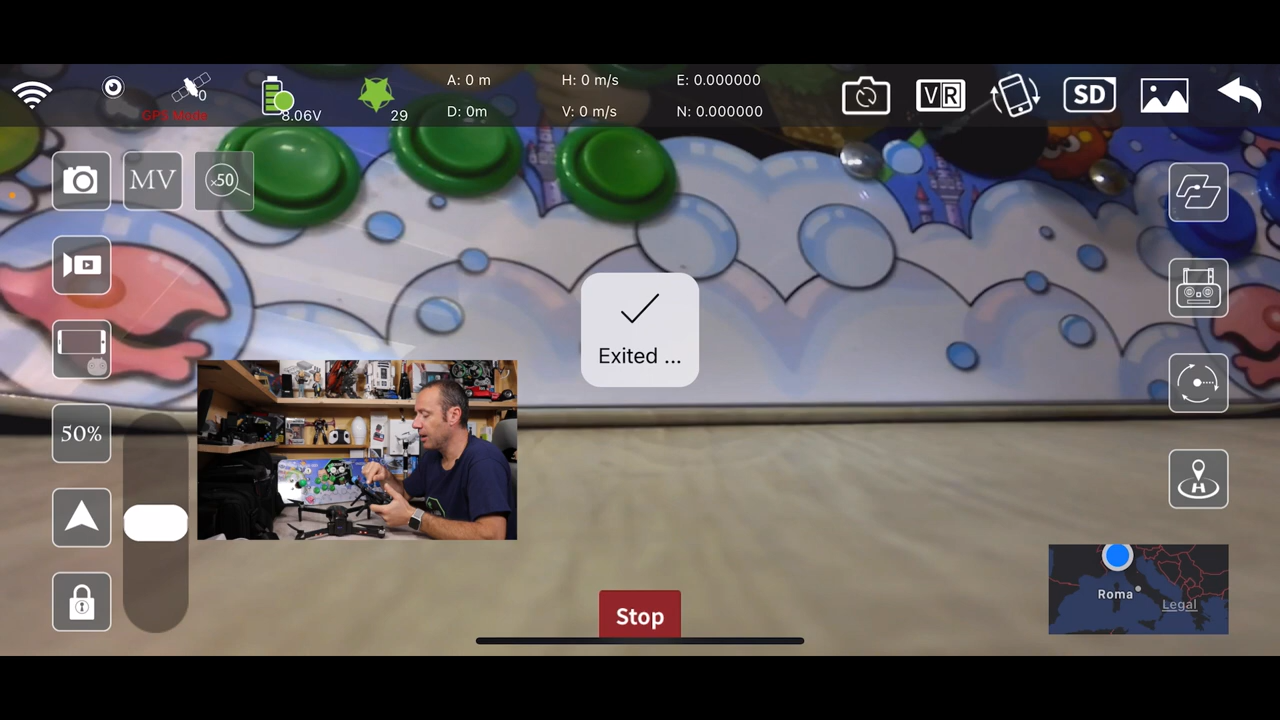 A: 0 m
H: 0 m/s
E: 0.000000
0
GPS Mode
8.06V
29
D: 0m
V: 0 m/s
N: 0.000000
VR
SD
MV
x50
Exited ...
50%
H
Roma
Legal
Stop